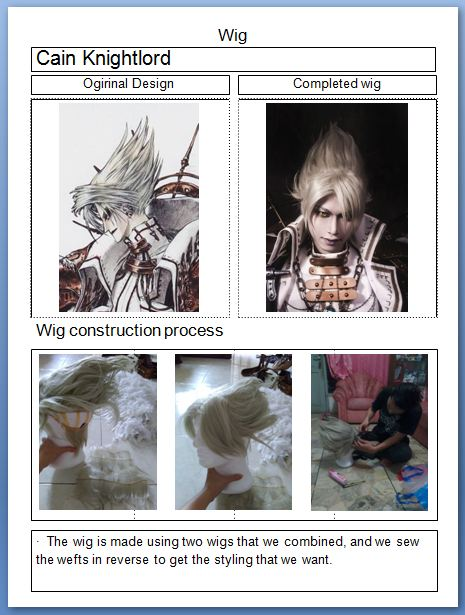 Wig
Cain Knightlord
Ogirinal Design
Completed wig
Wig construction process
· The wig is made using two wigs that we combined, and we sew
the wefts in reverse to get the styling that we want.